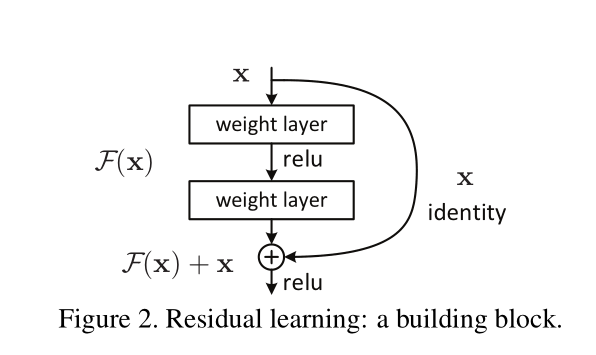 x
weight layer
relu
F(x)
weight layer
x
identity
F(x) + x
relu
Figure 2. Residual learning: a building block.